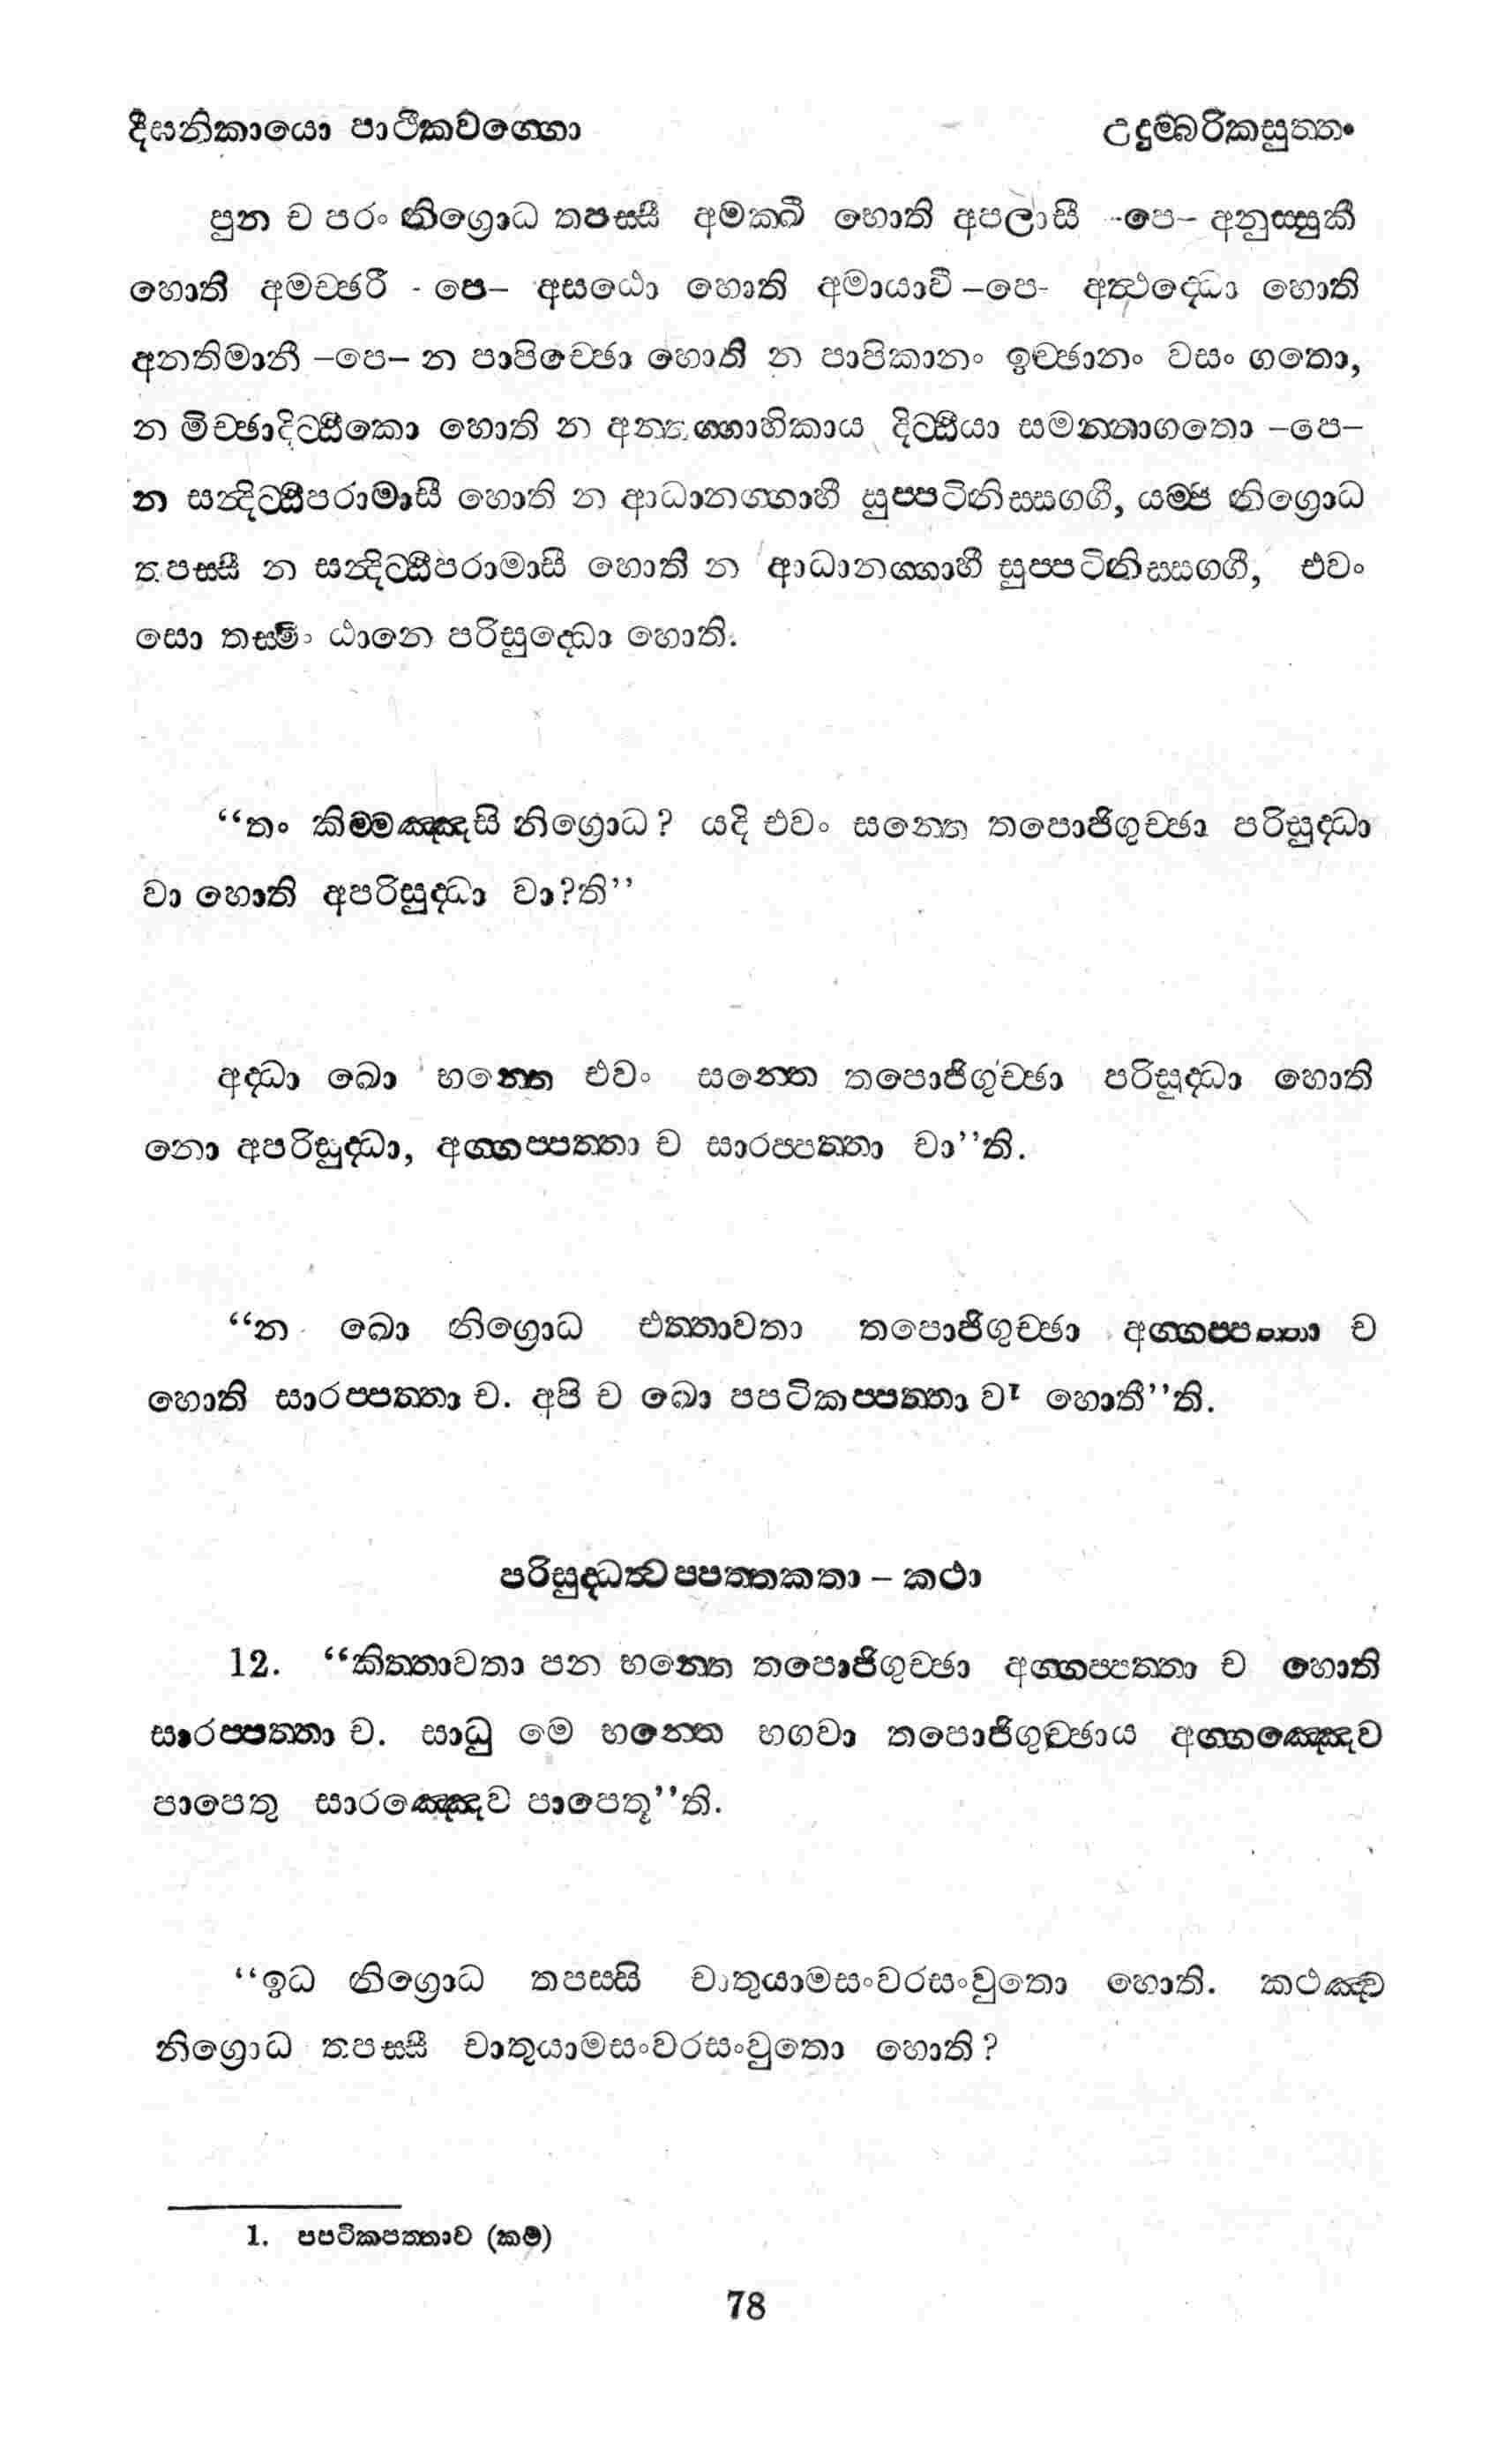 දීඝනිකායො පාථිකවග්ගො උදුම්බරිකසුත්තං
පුන ච පරං නිග්‍රොධ තපස්සී අමක්ඛී හොති අපලාසී -පෙ- අනුස්සුකී
හොති අමච්ඡරී - පෙ- අසඨො හොති අමායාවී -පෙ- අත්ථද්ධො හොති
අනතිමානී -පෙ- න පාපිච්ඡො හොති න පාපිකානං ඉච්ඡානං වසං ගතො,
න මිච්ඡාදිට්ඨිකො හොති න අන්තග්ගාහිකාය දිට්ඨියා සමන්නාගතො -පෙ-
න සන්දිට්ඨිපරාමාසී හොති න ආධානග්ගාහී සුප්පටිනිස්සග්ගී, යම්පි නිග්‍රොධ
තපස්සී න සන්දිට්ඨිපරාමාසී හොති න ආධානග්ගාහී සුප්පටිනිස්සග්ගී, එවං
සො තස්මිං ඨානෙ පරිසුද්ධො හොති.
“තං කිම්මඤ්ඤසි නිග්‍රොධ? යදි එවං සන්තෙ තපොජිගුච්ඡා පරිසුද්ධා
වා හොති අපරිසුද්ධා වා?ති”
අද්ධා ඛො භන්තෙ එවං සන්තෙ තපොජිගුච්ඡා පරිසුද්ධා හොති
නො අපරිසුද්ධා, අග්ගප්පත්තා ච සාරප්පත්තා චා”ති.
“න ඛො නිග්‍රොධ එත්තාවතා තපොජිගුච්ඡා අග්ගප්පත්තා ච
හොති සාරප්පත්තා ච. අපි ච ඛො පපටිකප්පත්තා ව1 හොතී”ති.
පරිසුද්ධත්වප්පත්තකතා - කථා
12. “කිත්තාවතා පන භන්තෙ තපොජිගුච්ඡා අග්ගප්පත්තා ච හොති
සාරප්පත්තා ච. සාධු මෙ භන්තෙ භගවා තපොජිගුච්ඡාය අග්ගඤ්ඤෙව
පාපෙතු සාරඤ්ඤෙව පාපෙතූ”ති.
“ඉධ නිග්‍රොධ තපස්සි චාතුයාමසංවරසංවුතො හොති. කථඤ්ච
නිග්‍රොධ තපස්සී චාතුයාමසංවරසංවුතො හොති?
1. පපටිකපත්තාව (කම්)
78